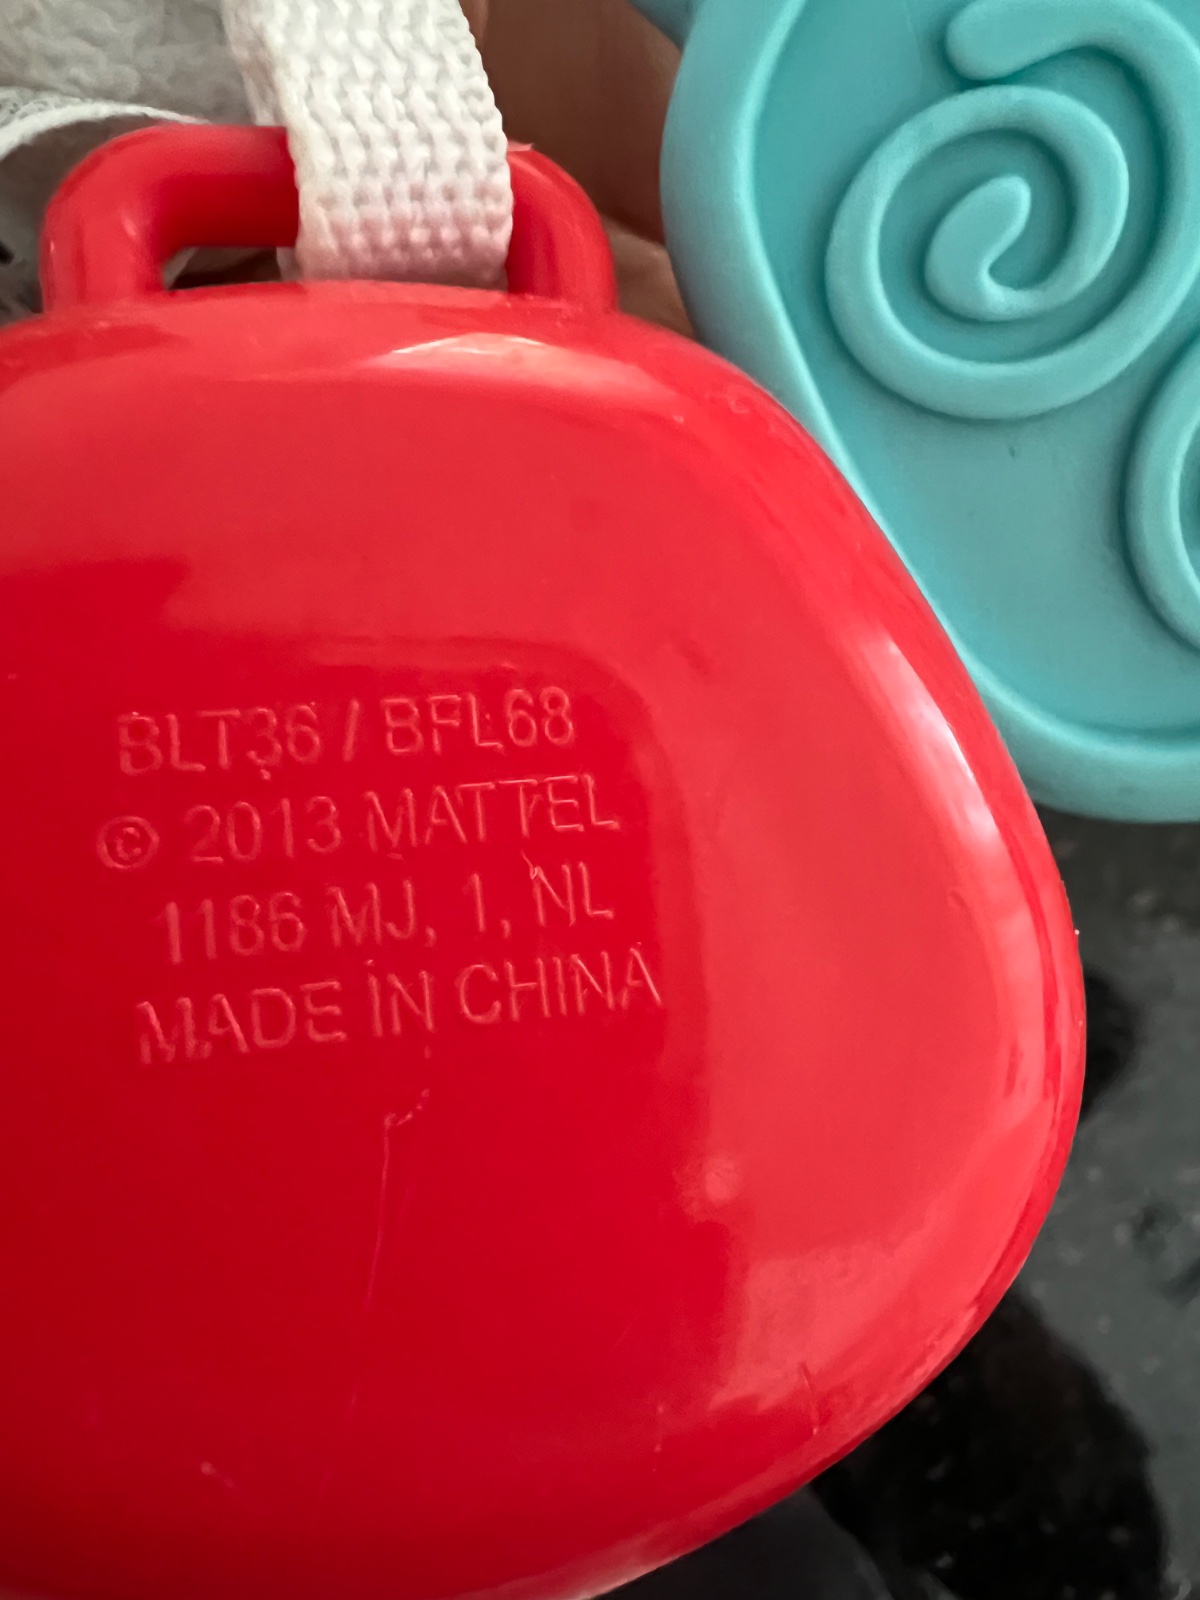 BLT36 / BFL68
© 2013 MATTEL
1186 MJ, 1, NL
MADE IN CHINA